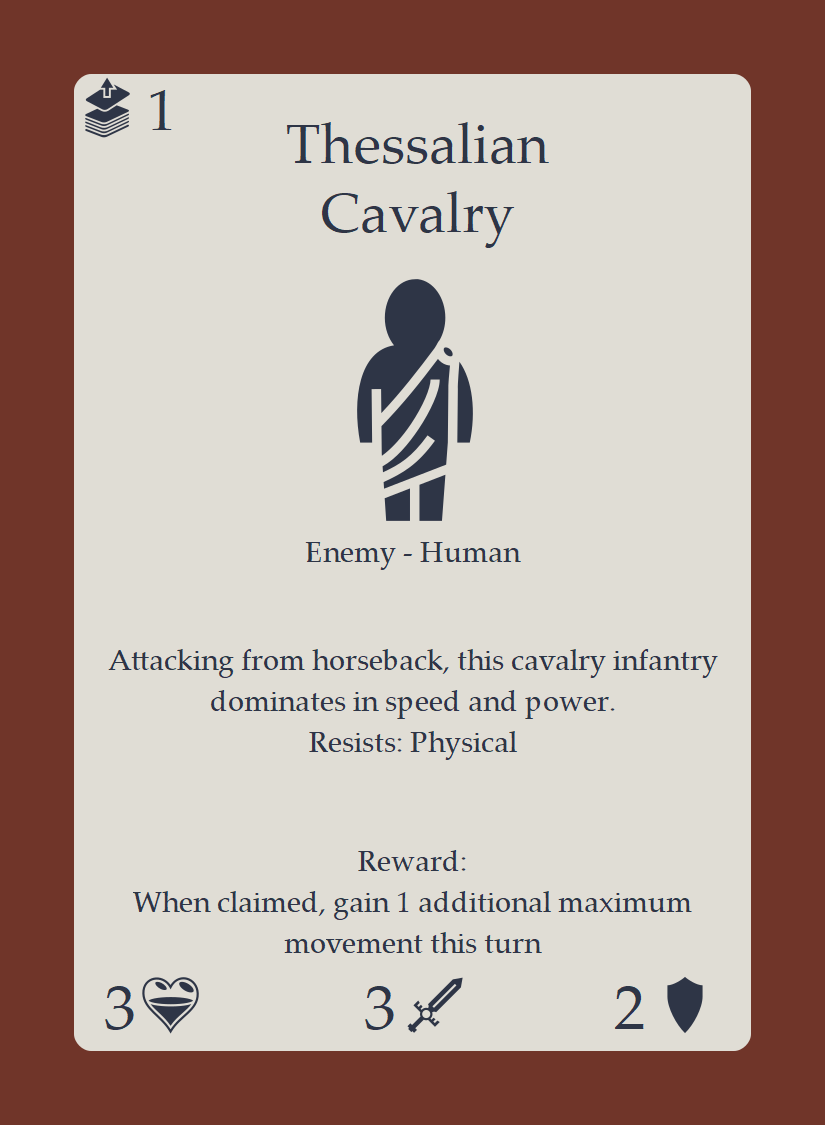 1
Thessalian
Cavalry
Enemy - Human
Attacking from horseback, this cavalry infantry
dominates in speed and power.
Resists: Physical
Reward:
When claimed, gain 1 additional maximum
movement this turn
3 3 2